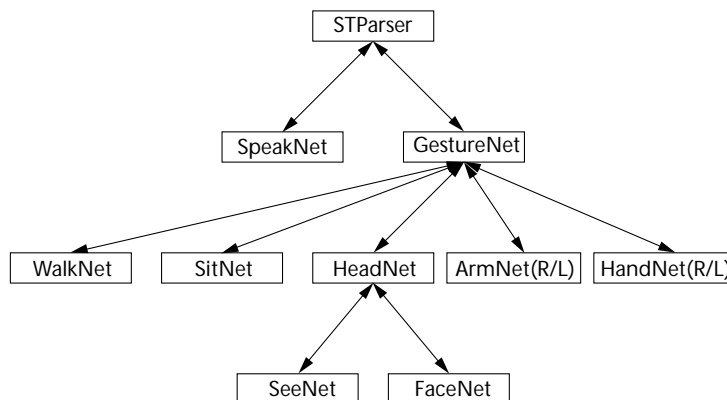 STParser
SpeakNet
GestureNet
WalkNet
SitNet
HeadNet
ArmNet(R/L)
HandNet(R/L)
SeeNet
FaceNet